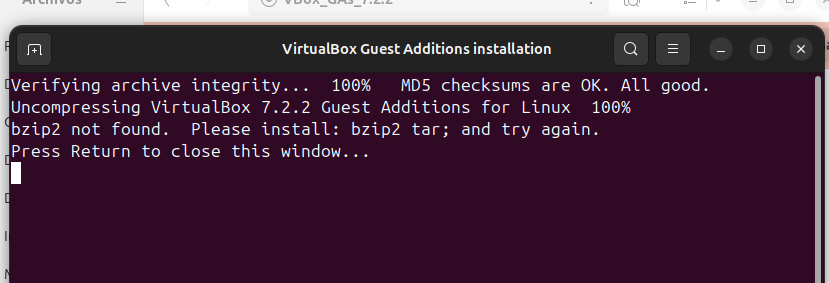 Archivos
VBox_GAs_7.2.2
VirtualBox Guest Additions installation
Verifying archive integrity...  100%   MD5 checksums are OK. All good.
Uncompressing VirtualBox 7.2.2 Guest Additions for Linux  100%
bzip2 not found.  Please install: bzip2 tar; and try again.
Press Return to close this window...